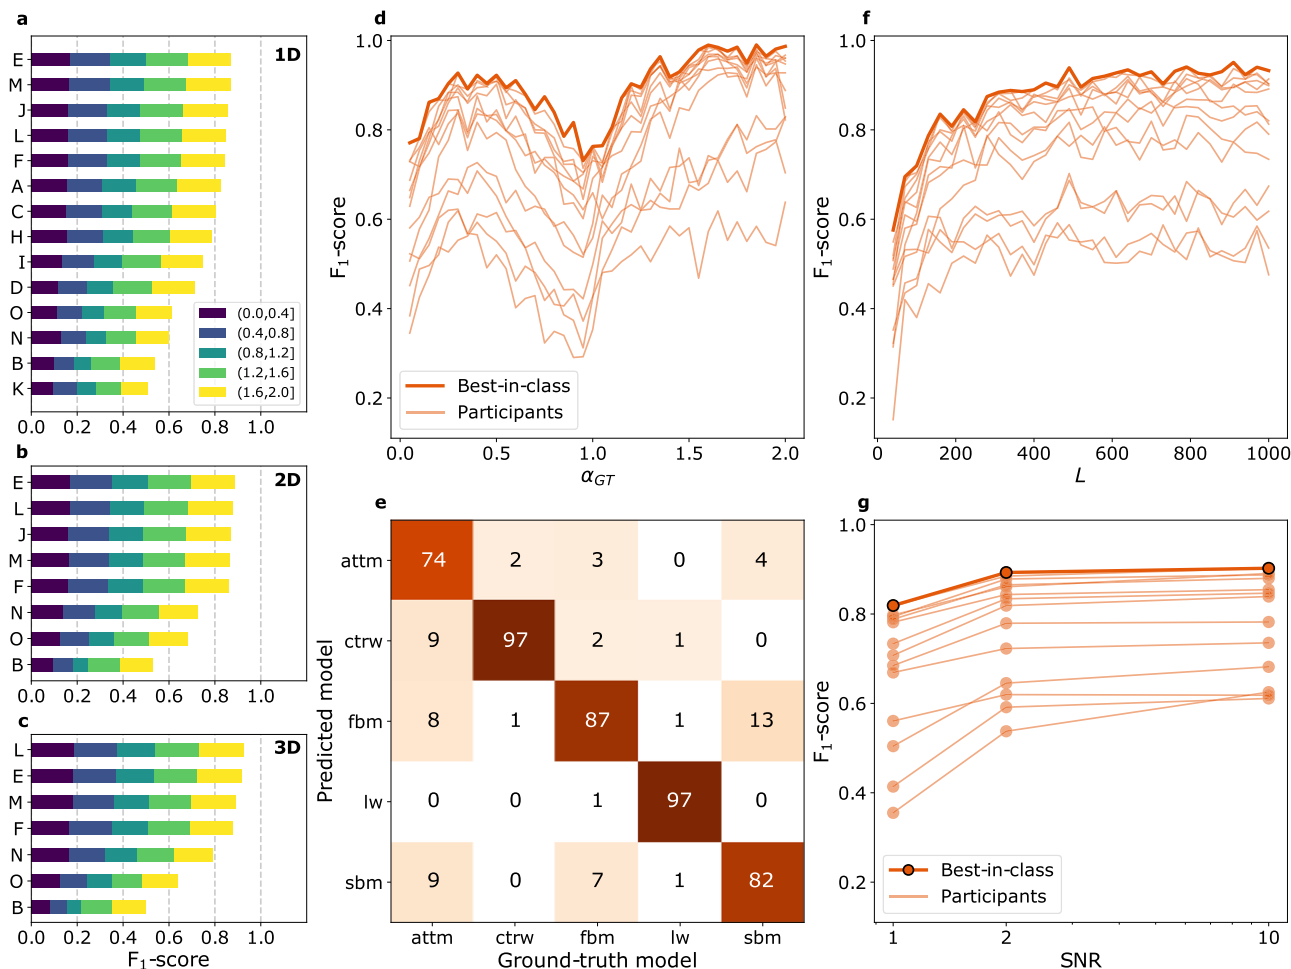 a
1D
E
M
J
L
F
A
C
H
I
D
O
N
B
K
(0.0,0.4]
(0.4,0.8]
(0.8,1.2]
(1.2,1.6]
(1.6,2.0]
0.0 0.2 0.4 0.6 0.8 1.0
b
2D
E
L
J
M
F
N
O
B
0.0 0.2 0.4 0.6 0.8 1.0
c
3D
L
E
M
F
N
O
B
0.0 0.2 0.4 0.6 0.8 1.0
F₁-score
d
F₁-score
1.0
0.8
0.6
0.4
0.2
Best-in-class
Participants
0.0 0.5 1.0 1.5 2.0
α_GT
e
Predicted model
attm 74 2 3 0 4
ctrw 9 97 2 1 0
fbm 8 1 87 1 13
lw 0 0 1 97 0
sbm 9 0 7 1 82
attm ctrw fbm lw sbm
Ground-truth model
f
F₁-score
1.0
0.8
0.6
0.4
0.2
0 200 400 600 800 1000
L
g
F₁-score
1.0
0.8
0.6
0.4
0.2
Best-in-class
Participants
1 2 10
SNR